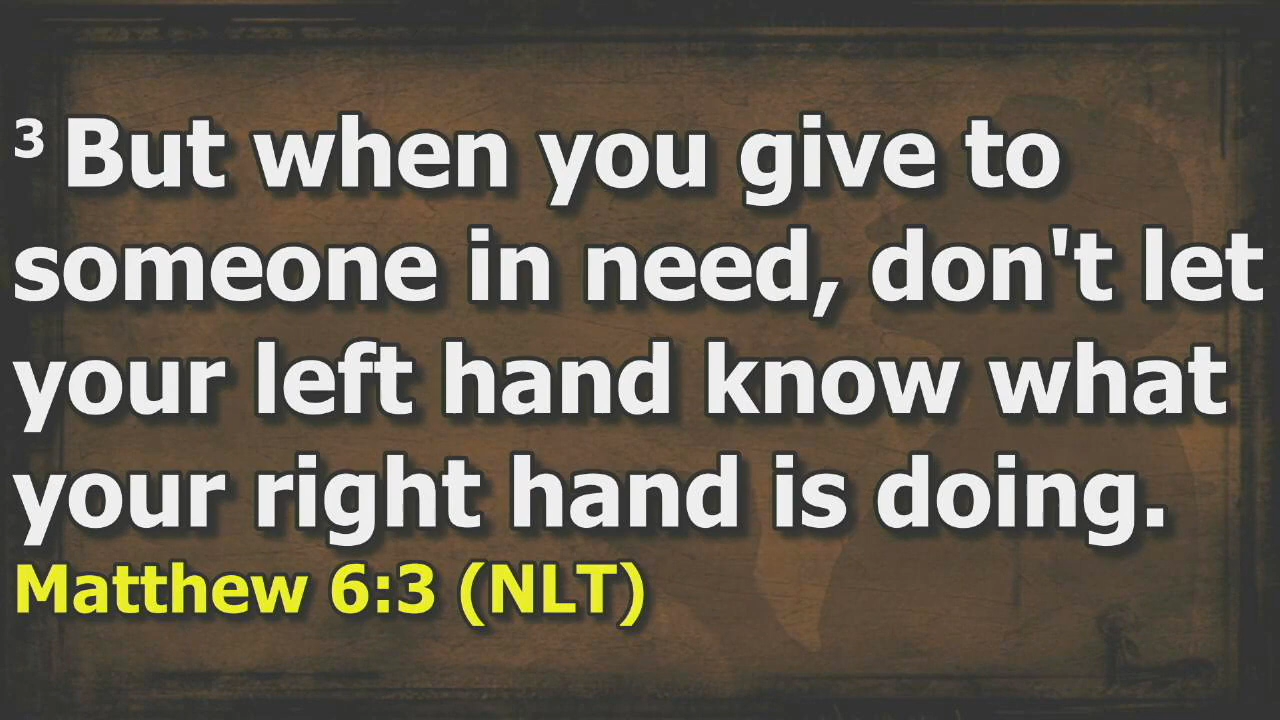 3 But when you give to
someone in need, don't let
your left hand know what
your right hand is doing.
Matthew 6:3 (NLT)